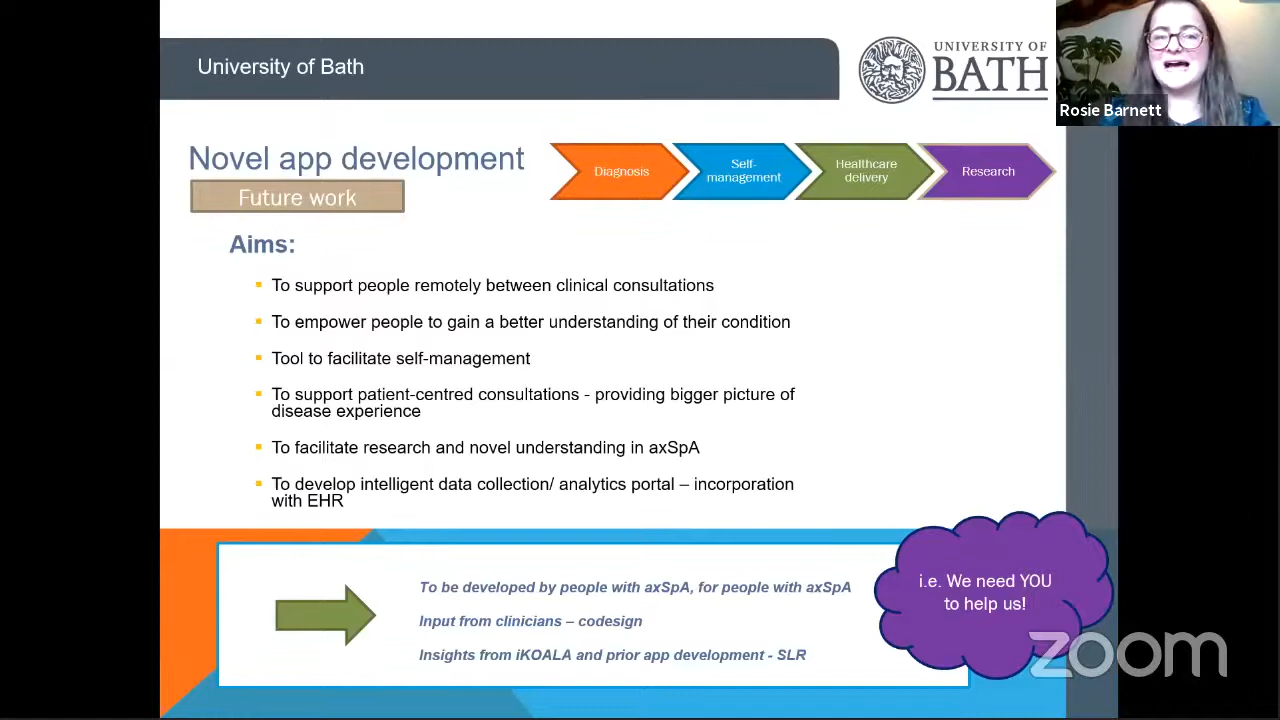 University of Bath
UNIVERSITY OF
BATH
Rosie Barnett
Novel app development
Future work
Diagnosis
Self-
management
Healthcare
delivery
Research
Aims:
To support people remotely between clinical consultations
To empower people to gain a better understanding of their condition
Tool to facilitate self-management
To support patient-centred consultations - providing bigger picture of
disease experience
To facilitate research and novel understanding in axSpA
To develop intelligent data collection/ analytics portal – incorporation
with EHR
To be developed by people with axSpA, for people with axSpA
Input from clinicians – codesign
Insights from iKOALA and prior app development - SLR
i.e. We need YOU
to help us!
zoom